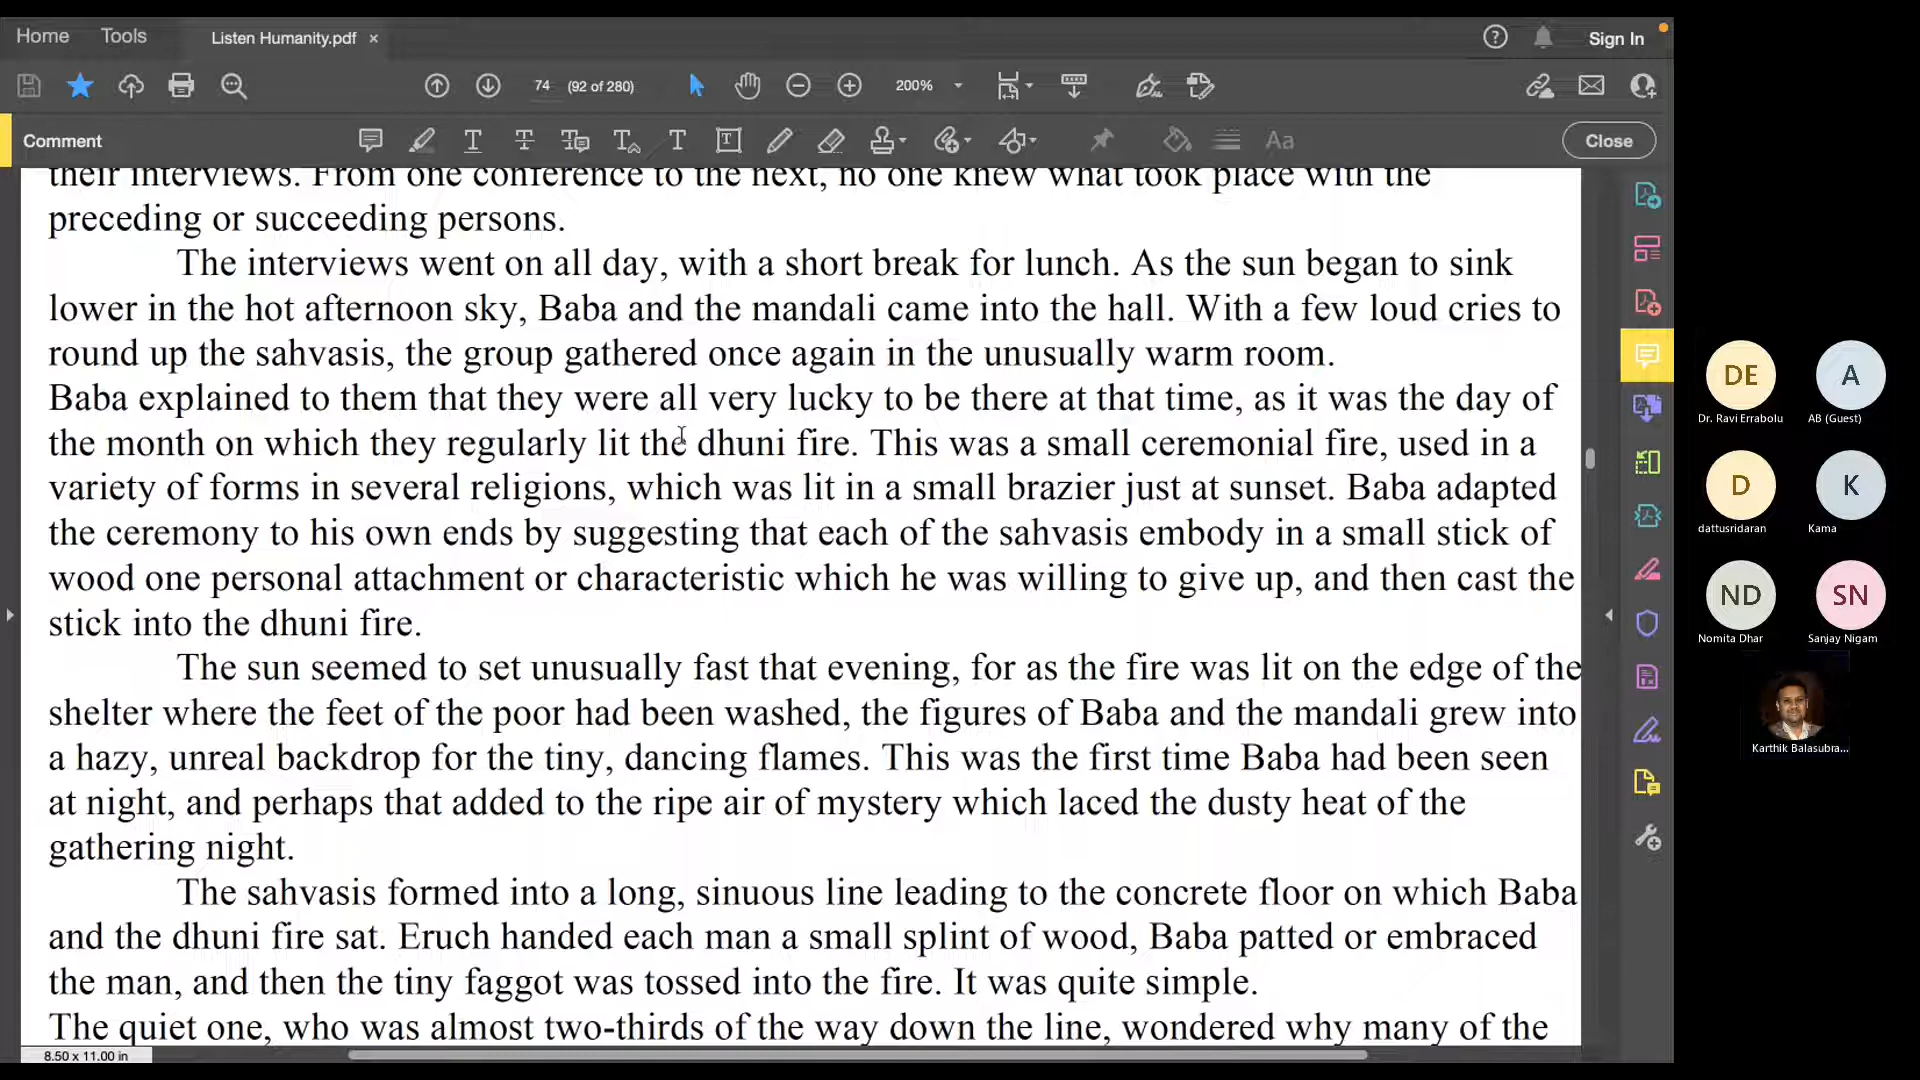 Home Tools Listen Humanity.pdf × Sign In
74 (92 of 280) 200%
Comment Close
their interviews. From one conference to the next, no one knew what took place with the
preceding or succeeding persons.
The interviews went on all day, with a short break for lunch. As the sun began to sink
lower in the hot afternoon sky, Baba and the mandali came into the hall. With a few loud cries to
round up the sahvasis, the group gathered once again in the unusually warm room.
Baba explained to them that they were all very lucky to be there at that time, as it was the day of
the month on which they regularly lit the dhuni fire. This was a small ceremonial fire, used in a
variety of forms in several religions, which was lit in a small brazier just at sunset. Baba adapted
the ceremony to his own ends by suggesting that each of the sahvasis embody in a small stick of
wood one personal attachment or characteristic which he was willing to give up, and then cast the
stick into the dhuni fire.
The sun seemed to set unusually fast that evening, for as the fire was lit on the edge of the
shelter where the feet of the poor had been washed, the figures of Baba and the mandali grew into
a hazy, unreal backdrop for the tiny, dancing flames. This was the first time Baba had been seen
at night, and perhaps that added to the ripe air of mystery which laced the dusty heat of the
gathering night.
The sahvasis formed into a long, sinuous line leading to the concrete floor on which Baba
and the dhuni fire sat. Eruch handed each man a small splint of wood, Baba patted or embraced
the man, and then the tiny faggot was tossed into the fire. It was quite simple.
The quiet one, who was almost two-thirds of the way down the line, wondered why many of the
8.50 x 11.00 in
DE A
Dr. Ravi Errabolu AB (Guest)
D K
dattusridaran Kama
ND SN
Nomita Dhar Sanjay Nigam
Karthik Balasubra...